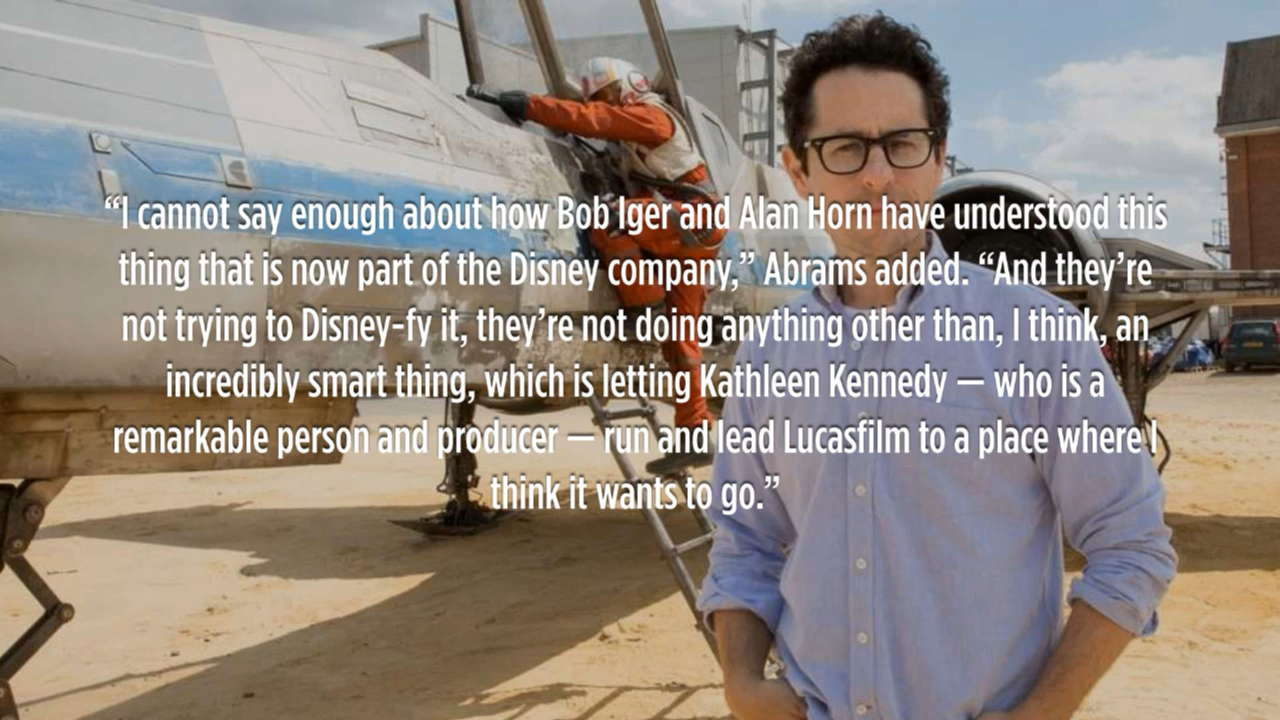 “I cannot say enough about how Bob Iger and Alan Horn have understood this
thing that is now part of the Disney company,” Abrams added. “And they’re
not trying to Disney-fy it, they’re not doing anything other than, I think, an
incredibly smart thing, which is letting Kathleen Kennedy — who is a
remarkable person and producer — run and lead Lucasfilm to a place where I
think it wants to go.”